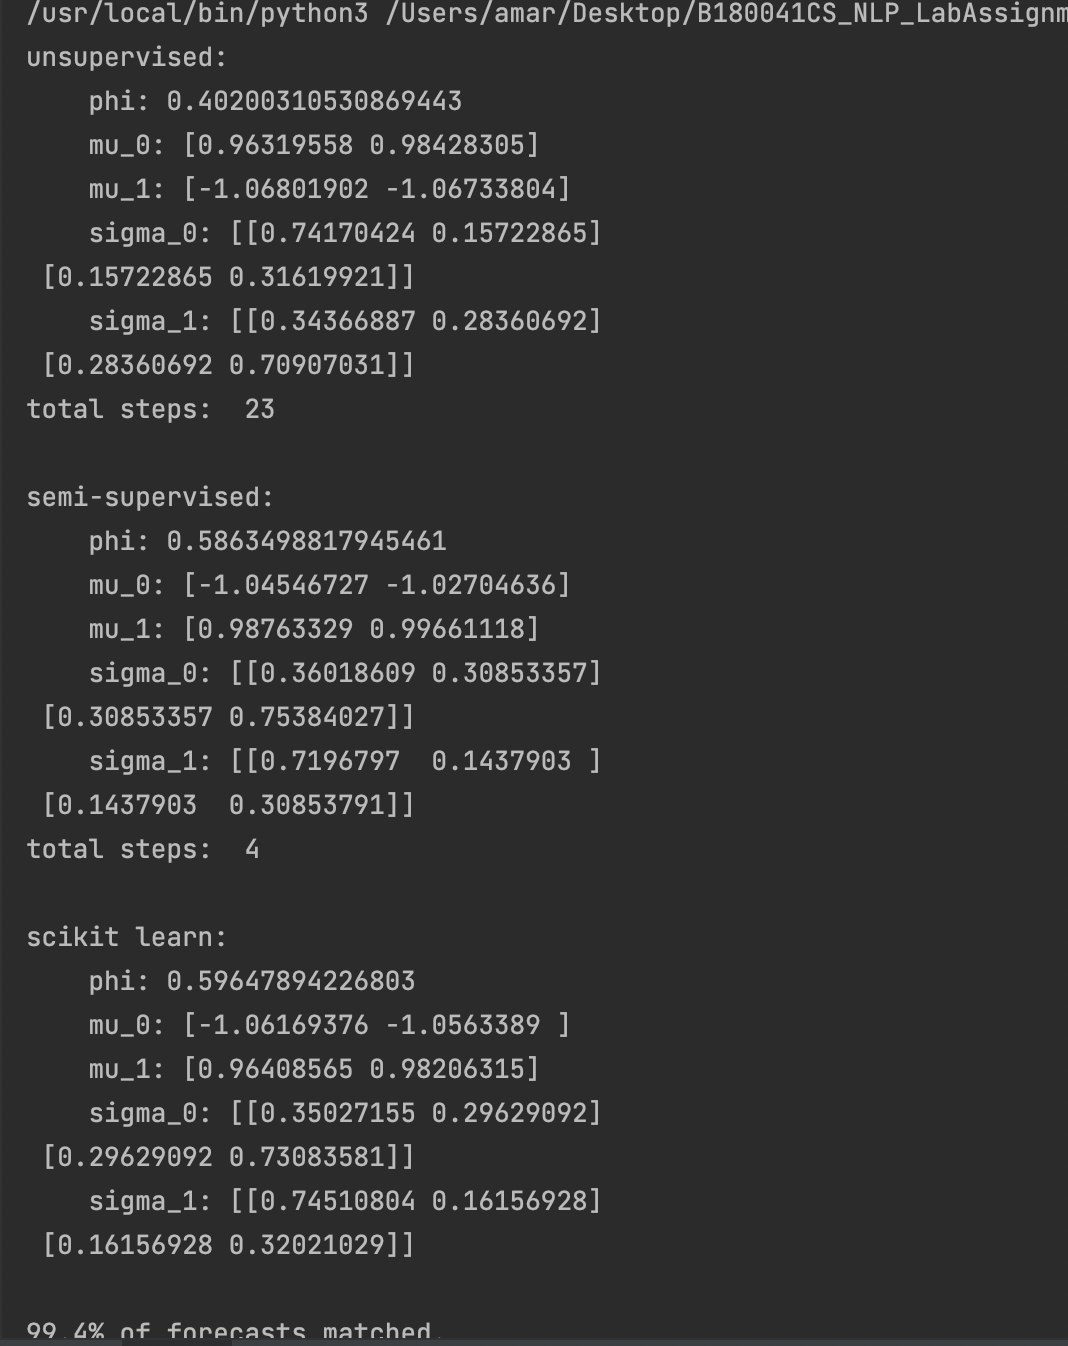 /usr/local/bin/python3 /Users/amar/Desktop/B180041CS_NLP_LabAssignm
unsupervised:
    phi: 0.40200310530869443
    mu_0: [0.96319558 0.98428305]
    mu_1: [-1.06801902 -1.06733804]
    sigma_0: [[0.74170424 0.15722865]
 [0.15722865 0.31619921]]
    sigma_1: [[0.34366887 0.28360692]
 [0.28360692 0.70907031]]
total steps:  23

semi-supervised:
    phi: 0.5863498817945461
    mu_0: [-1.04546727 -1.02704636]
    mu_1: [0.98763329 0.99661118]
    sigma_0: [[0.36018609 0.30853357]
 [0.30853357 0.75384027]]
    sigma_1: [[0.7196797  0.1437903 ]
 [0.1437903  0.30853791]]
total steps:  4

scikit learn:
    phi: 0.59647894226803
    mu_0: [-1.06169376 -1.0563389 ]
    mu_1: [0.96408565 0.98206315]
    sigma_0: [[0.35027155 0.29629092]
 [0.29629092 0.73083581]]
    sigma_1: [[0.74510804 0.16156928]
 [0.16156928 0.32021029]]

99.4% of forecasts matched.